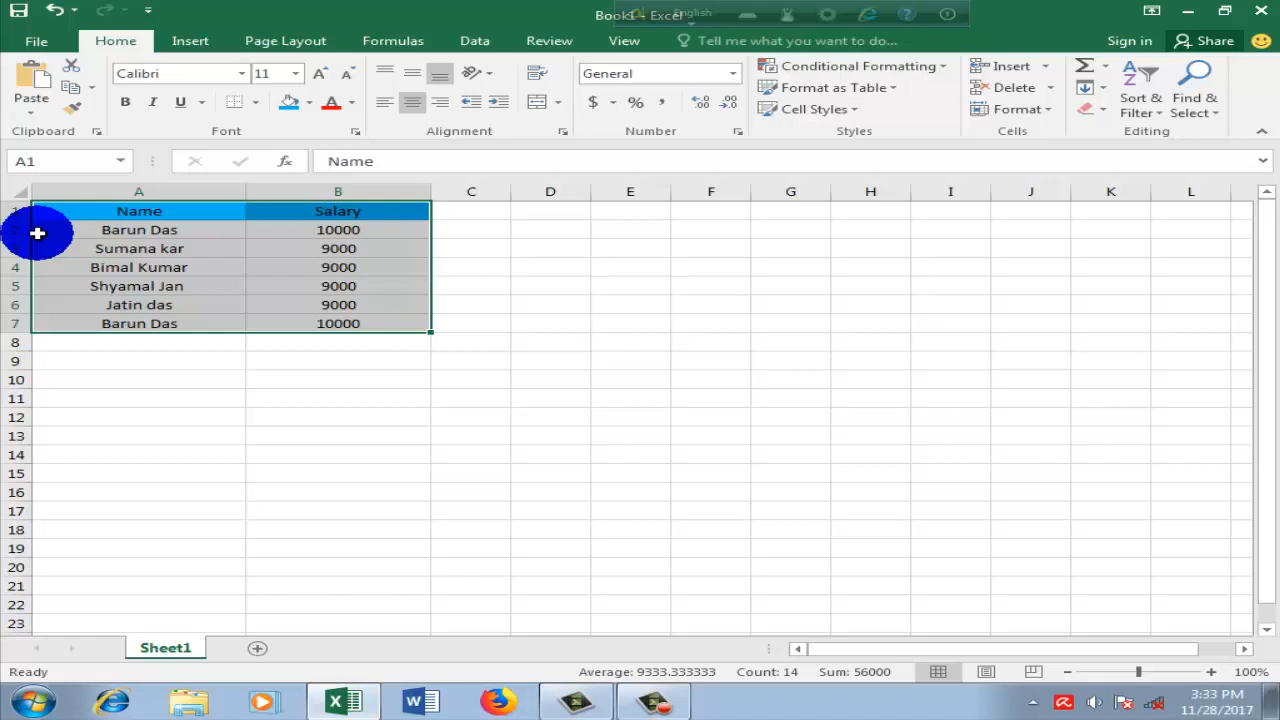 Book1 - Excel
English
Sign in
Share
File
Home
Insert
Page Layout
Formulas
Data
Review
View
Tell me what you want to do...
Paste
Calibri
11
B I U A
General
$ % ,
Conditional Formatting
Format as Table
Cell Styles
Insert
Delete
Format
Sort &
Filter
Find &
Select
Clipboard
Font
Alignment
Number
Styles
Cells
Editing
A1
fx
Name
A B C D E F G H I J K L
1 Name Salary
2 Barun Das 10000
3 Sumana kar 9000
4 Bimal Kumar 9000
5 Shyamal Jan 9000
6 Jatin das 9000
7 Barun Das 10000
8
9
10
11
12
13
14
15
16
17
18
19
20
21
22
23
Sheet1
Ready
Average: 9333.333333 Count: 14 Sum: 56000
100%
3:33 PM
11/28/2017